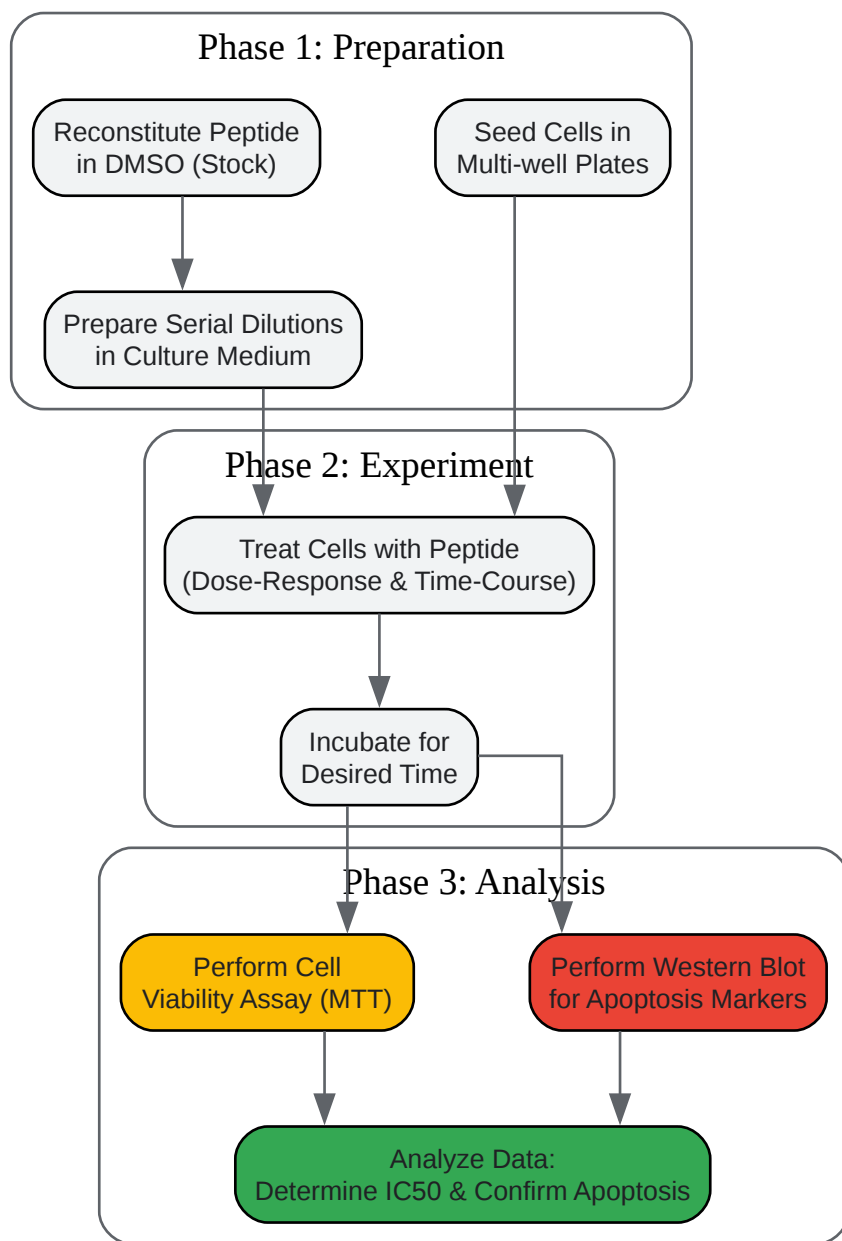 Phase 1: Preparation
Reconstitute Peptide
in DMSO (Stock)
Seed Cells in
Multi-well Plates
Prepare Serial Dilutions
in Culture Medium
Phase 2: Experiment
Treat Cells with Peptide
(Dose-Response & Time-Course)
Incubate for
Desired Time
Phase 3: Analysis
Perform Cell
Viability Assay (MTT)
Perform Western Blot
for Apoptosis Markers
Analyze Data:
Determine IC50 & Confirm Apoptosis